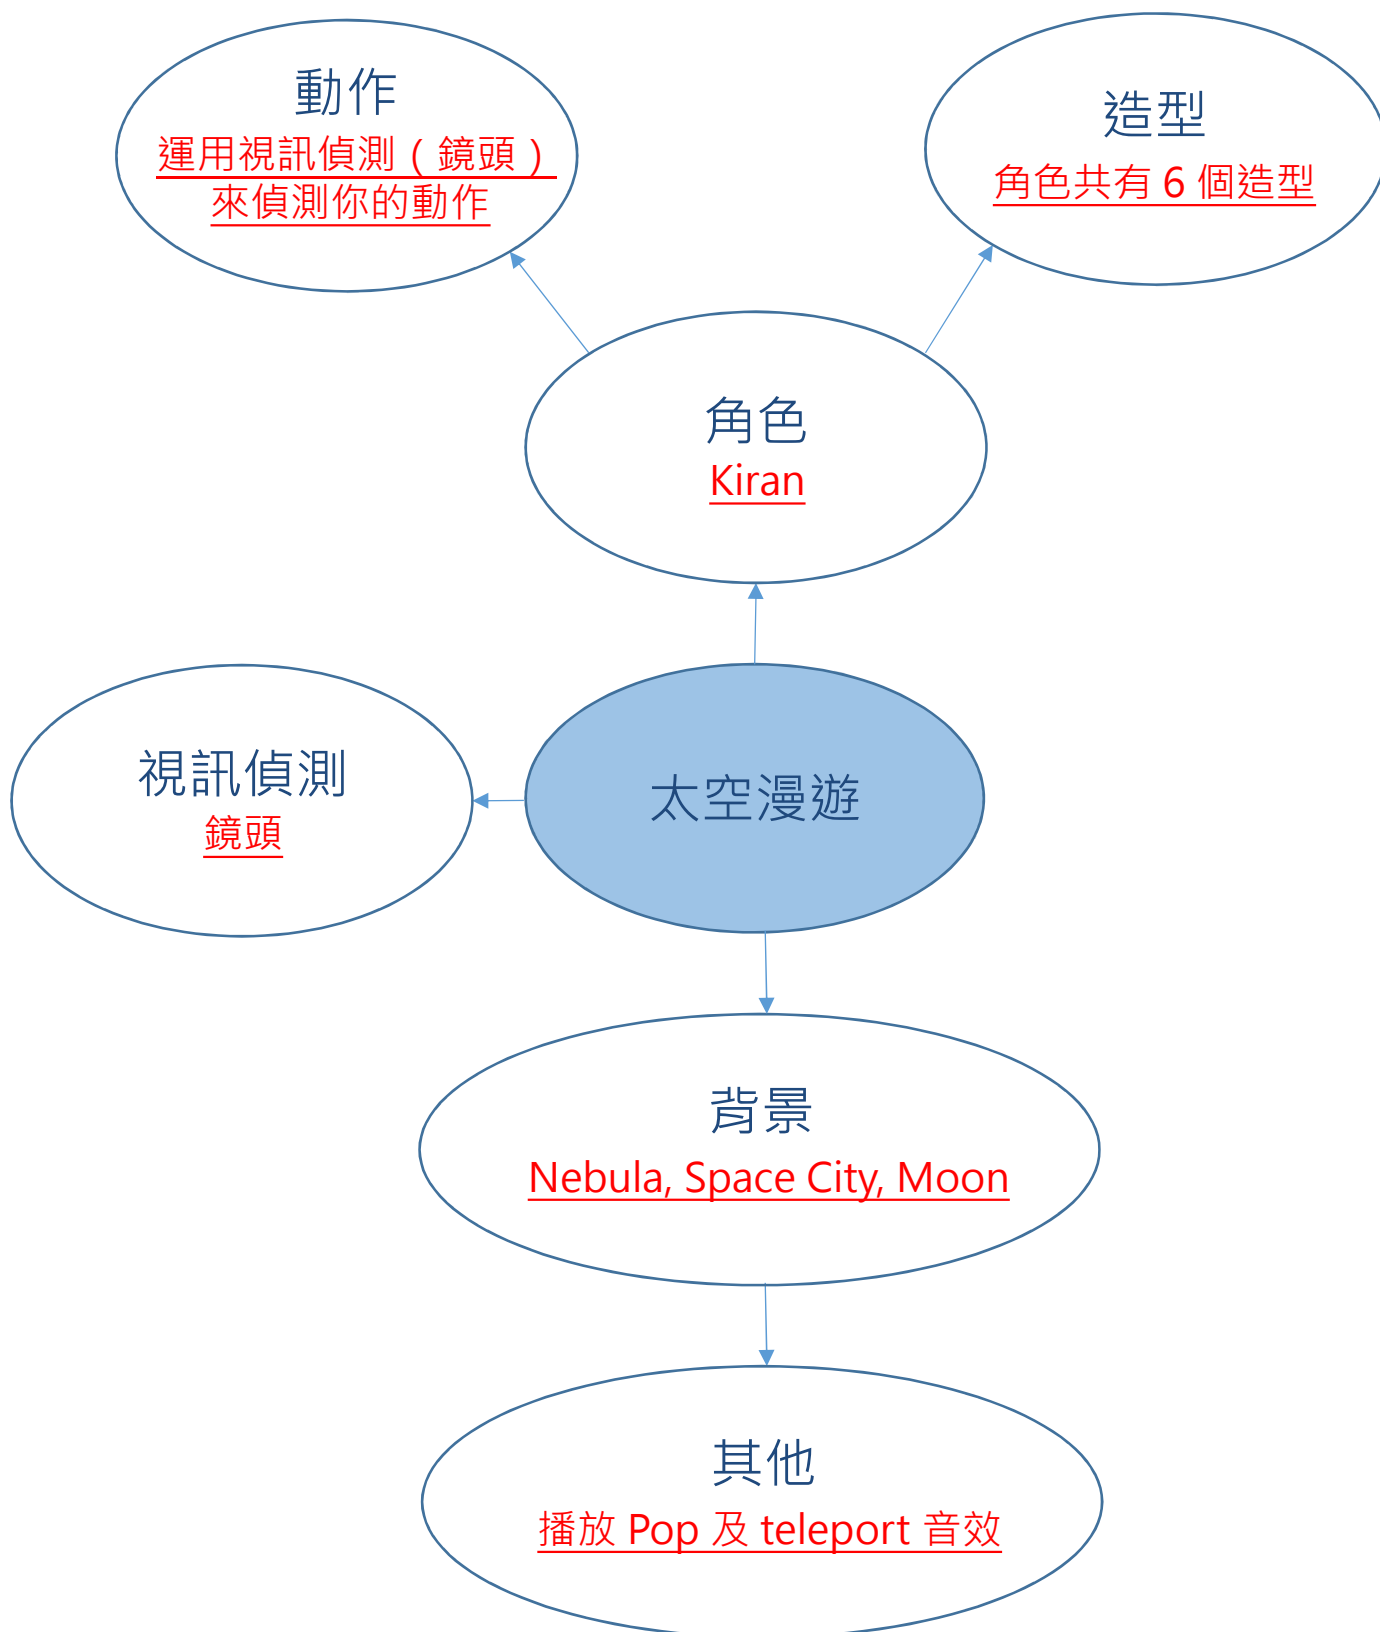 動作
運用視訊偵測（鏡頭）
來偵測你的動作
造型
角色共有 6 個造型
角色
Kiran
視訊偵測
鏡頭
太空漫遊
背景
Nebula, Space City, Moon
其他
播放 Pop 及 teleport 音效